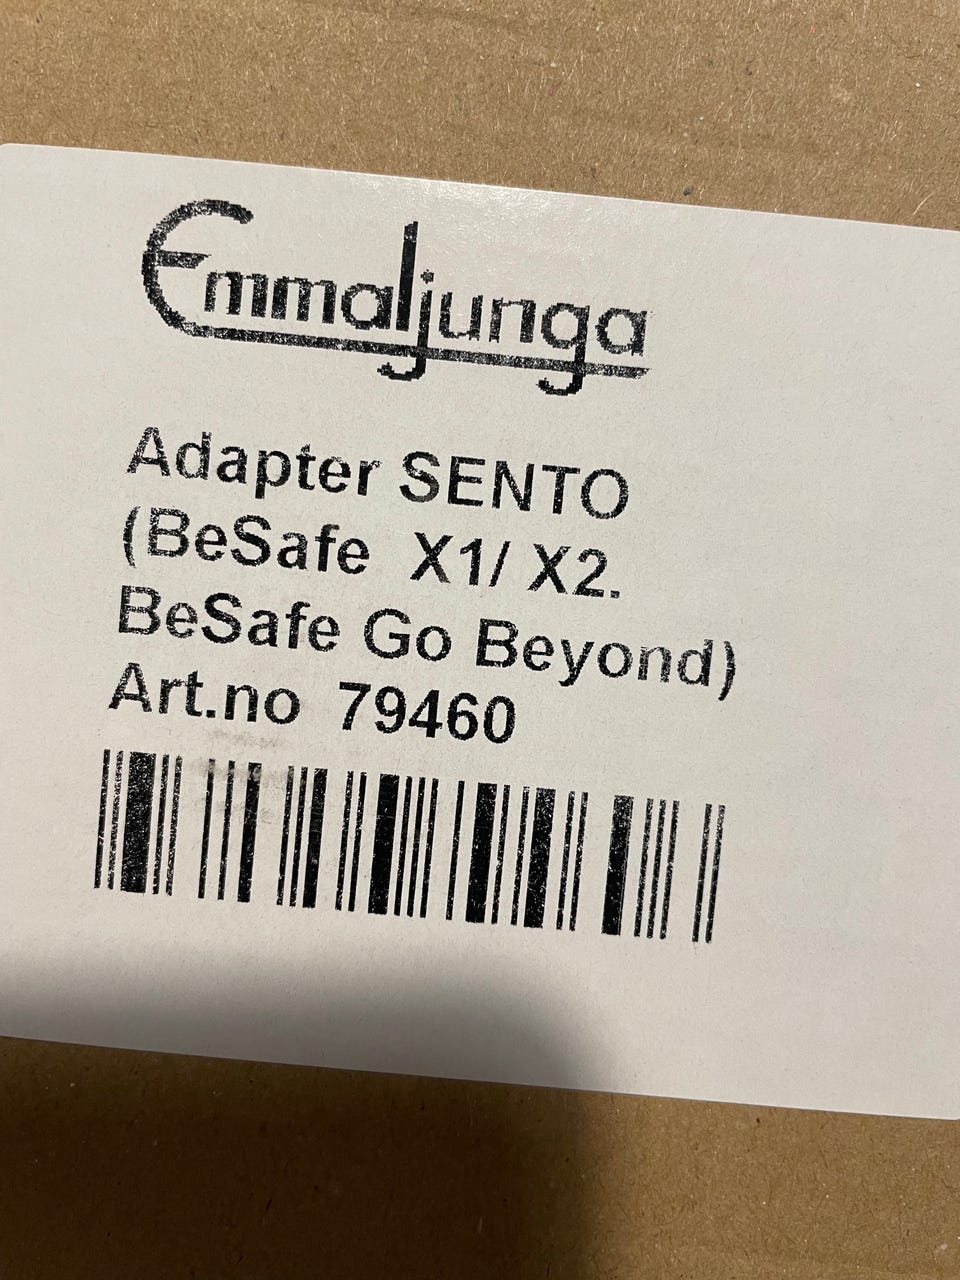 Emmaljunga
Adapter SENTO
(BeSafe X1/ X2.
BeSafe Go Beyond)
Art.no 79460